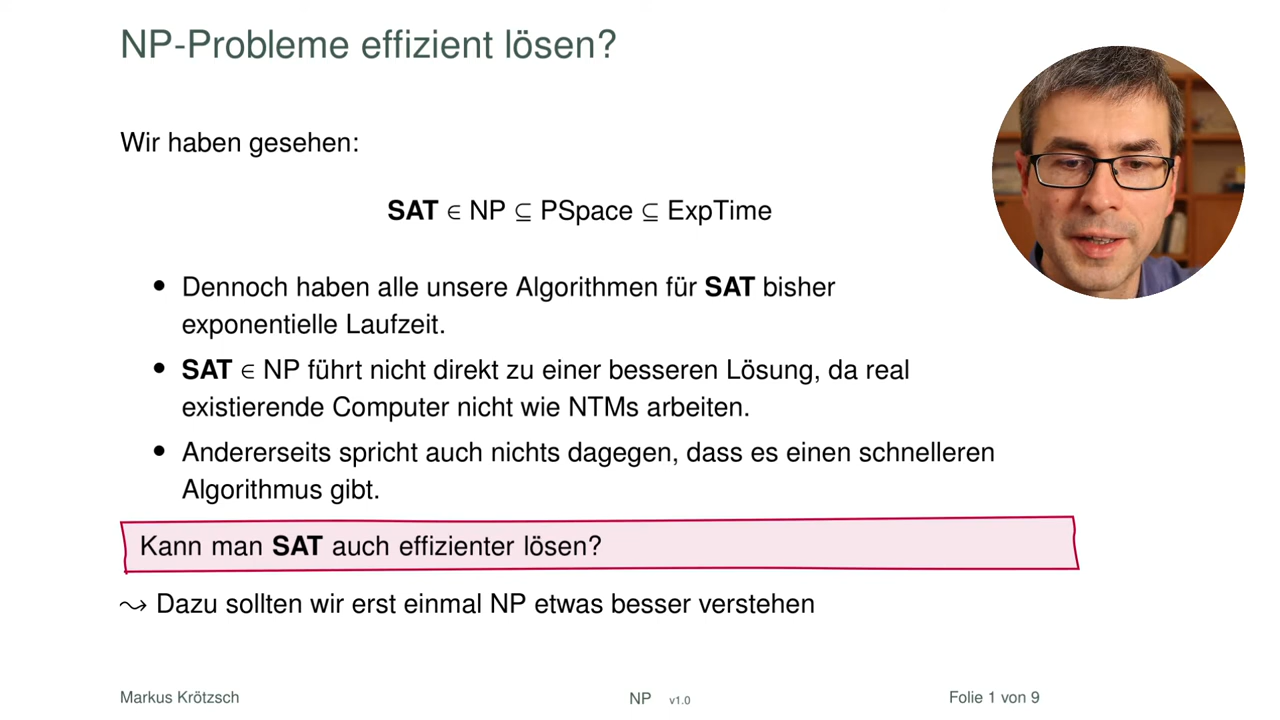 NP-Probleme effizient lösen?
Wir haben gesehen:
SAT ∈ NP ⊆ PSpace ⊆ ExpTime
• Dennoch haben alle unsere Algorithmen für SAT bisher
exponentielle Laufzeit.
• SAT ∈ NP führt nicht direkt zu einer besseren Lösung, da real
existierende Computer nicht wie NTMs arbeiten.
• Andererseits spricht auch nichts dagegen, dass es einen schnelleren
Algorithmus gibt.
Kann man SAT auch effizienter lösen?
⤳ Dazu sollten wir erst einmal NP etwas besser verstehen
Markus Krötzsch NP v1.0 Folie 1 von 9